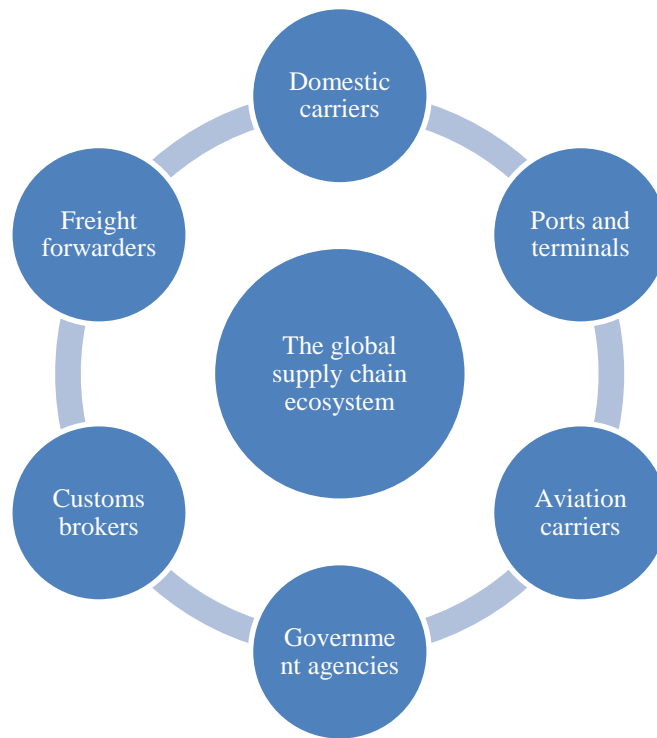 Domestic
carriers
Ports and
terminals
Aviation
carriers
Governme
nt agencies
Customs
brokers
Freight
forwarders
The global
supply chain
ecosystem